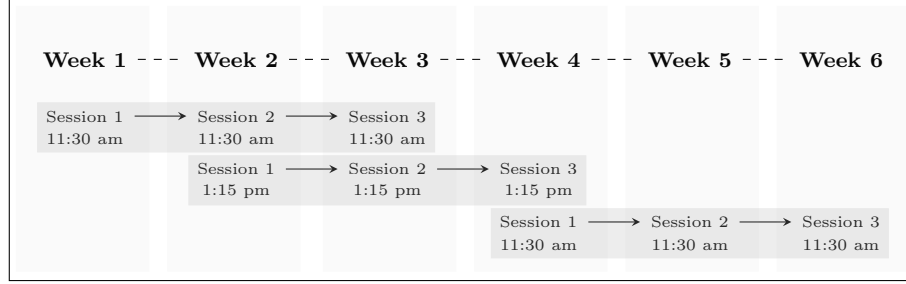 Week 1 Week 2 Week 3 Week 4 Week 5 Week 6
Session 1 Session 2 Session 3
11:30 am 11:30 am 11:30 am
Session 1 Session 2 Session 3
1:15 pm 1:15 pm 1:15 pm
Session 1 Session 2 Session 3
11:30 am 11:30 am 11:30 am